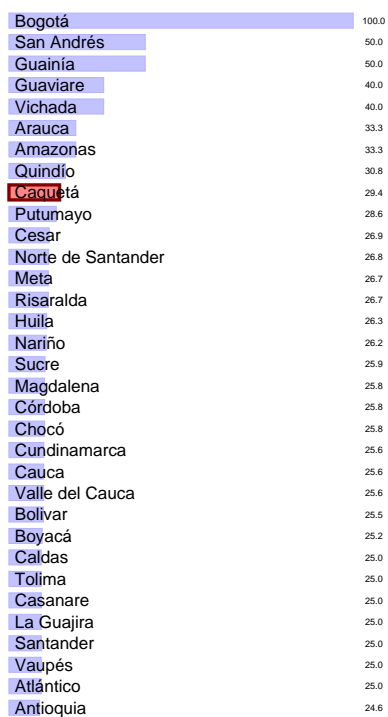 Bogotá 100.0
San Andrés 50.0
Guainía 50.0
Guaviare 40.0
Vichada 40.0
Arauca 33.3
Amazonas 33.3
Quindío 30.8
Caquetá 29.4
Putumayo 28.6
Cesar 26.9
Norte de Santander 26.8
Meta 26.7
Risaralda 26.7
Huila 26.3
Nariño 26.2
Sucre 25.9
Magdalena 25.8
Córdoba 25.8
Chocó 25.8
Cundinamarca 25.6
Cauca 25.6
Valle del Cauca 25.6
Bolivar 25.5
Boyacá 25.2
Caldas 25.0
Tolima 25.0
Casanare 25.0
La Guajira 25.0
Santander 25.0
Vaupés 25.0
Atlántico 25.0
Antioquia 24.6